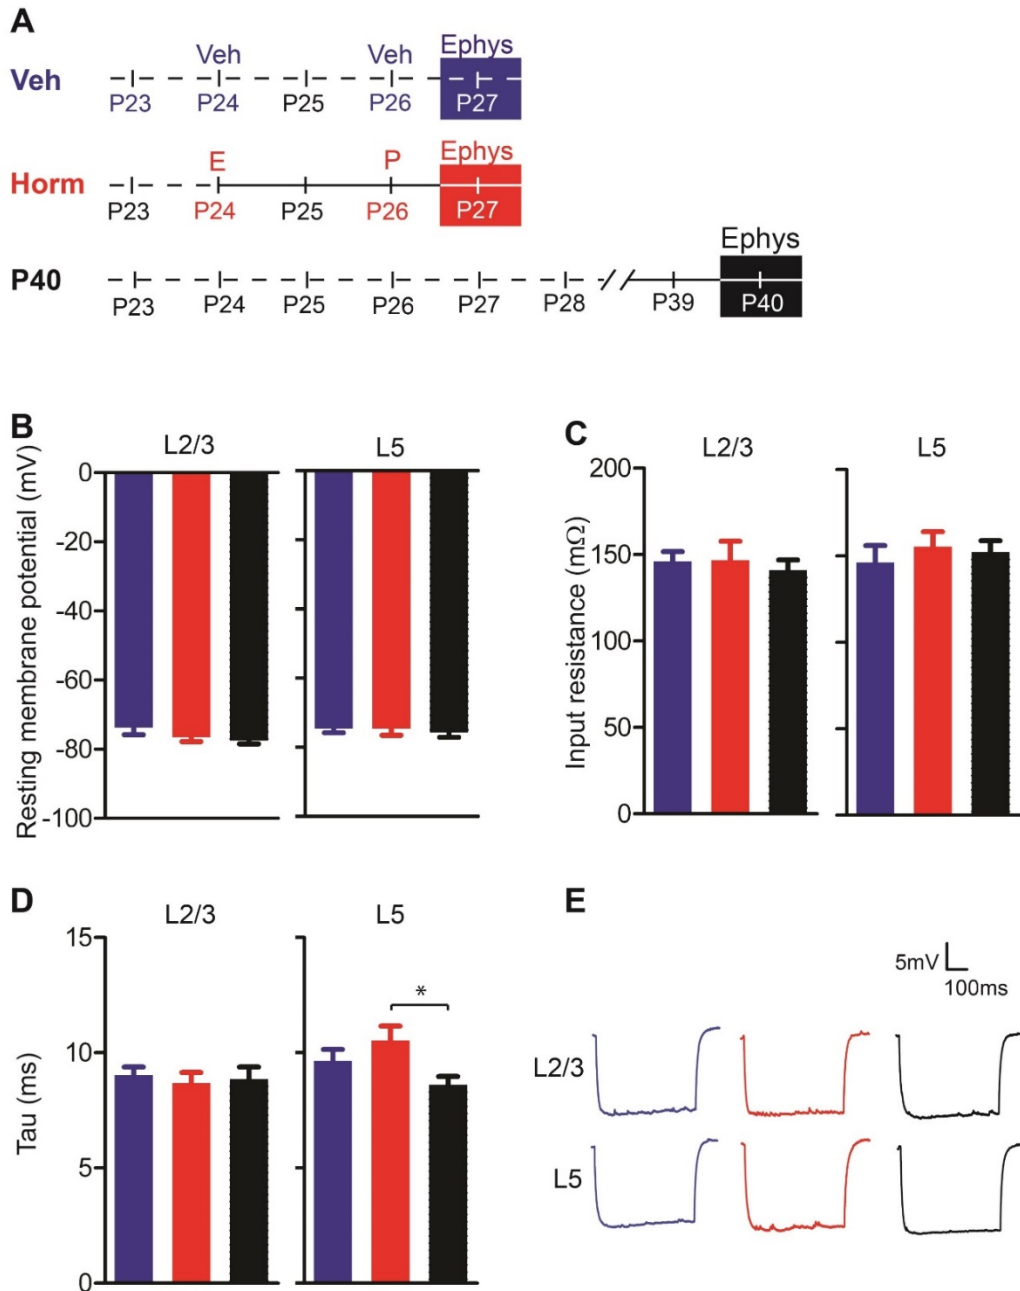 A
Veh
Veh Veh Ephys
P23 P24 P25 P26 P27
Horm
E P Ephys
P23 P24 P25 P26 P27
P40
Ephys
P23 P24 P25 P26 P27 P28 P39 P40
B
L2/3 L5
Resting membrane potential (mV)
0
-20
-40
-60
-80
-100
C
L2/3 L5
Input resistance (mΩ)
200
150
100
50
0
D
L2/3 L5
Tau (ms)
15
10
5
0
*
E
5mV
100ms
L2/3
L5